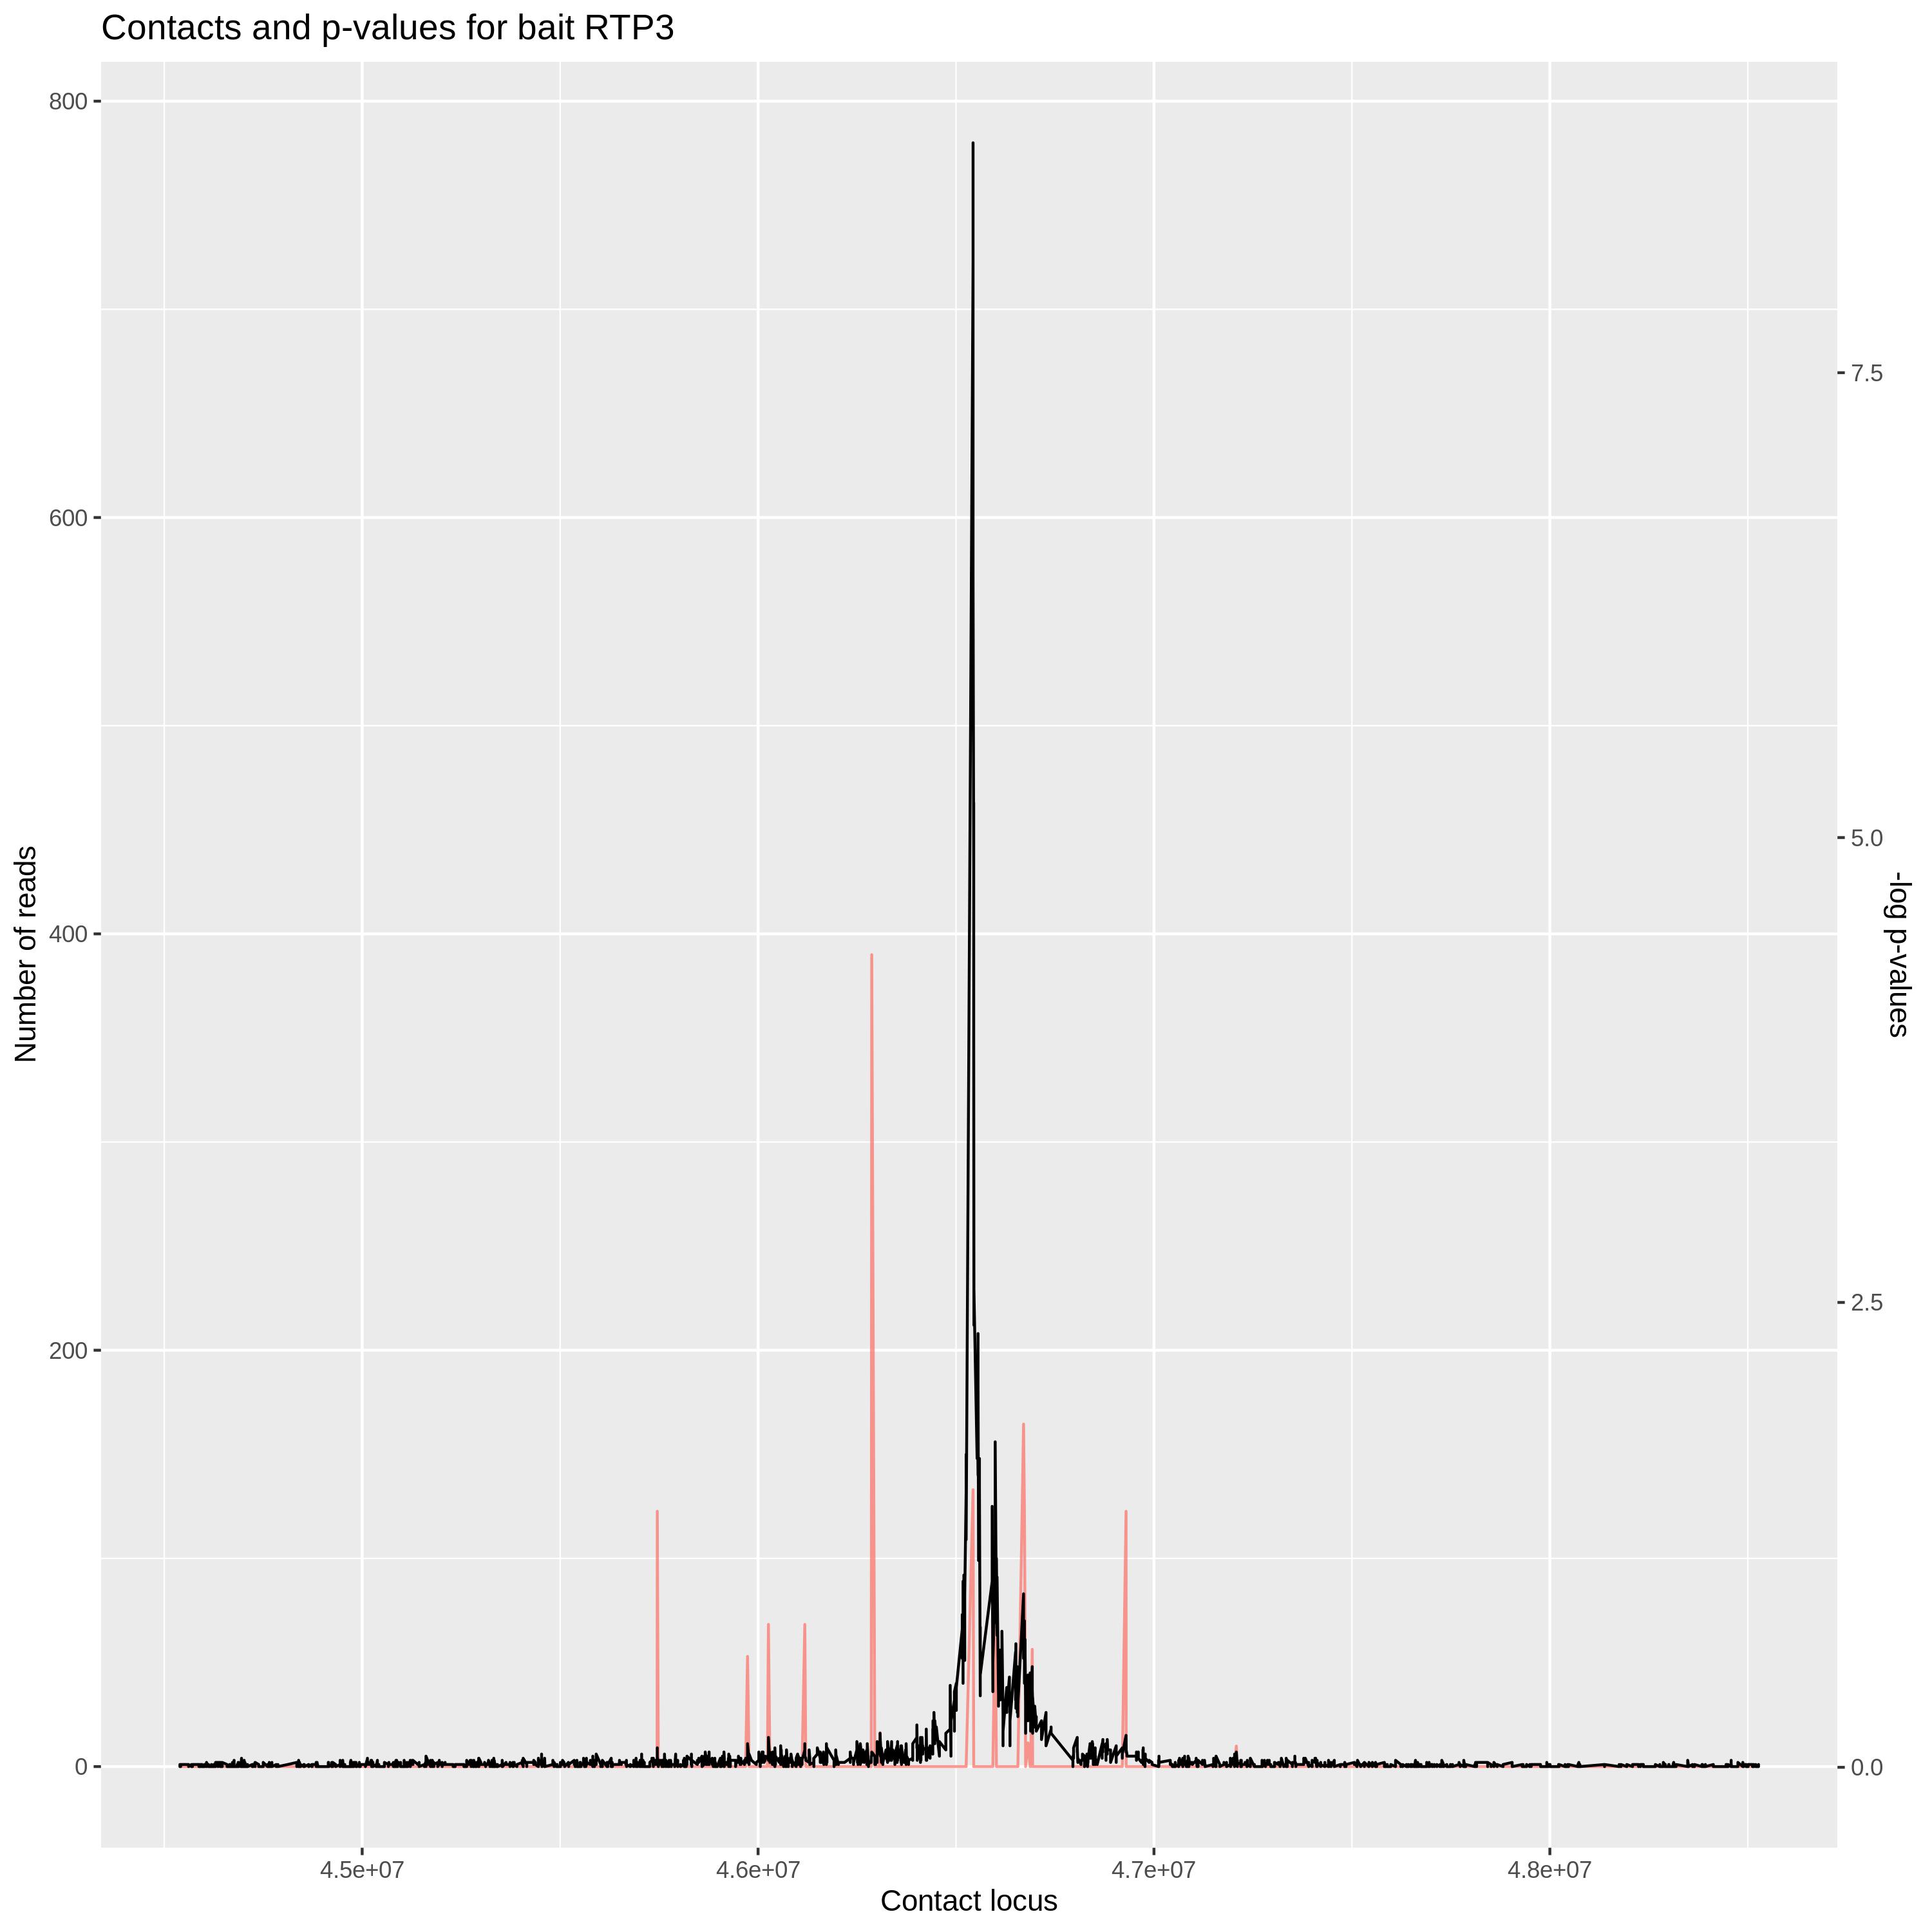 Contacts and p-values for bait RTP3
800
600
400
200
0
Number of reads
7.5
5.0
2.5
0.0
-log p-values
4.5e+07
4.6e+07
4.7e+07
4.8e+07
Contact locus